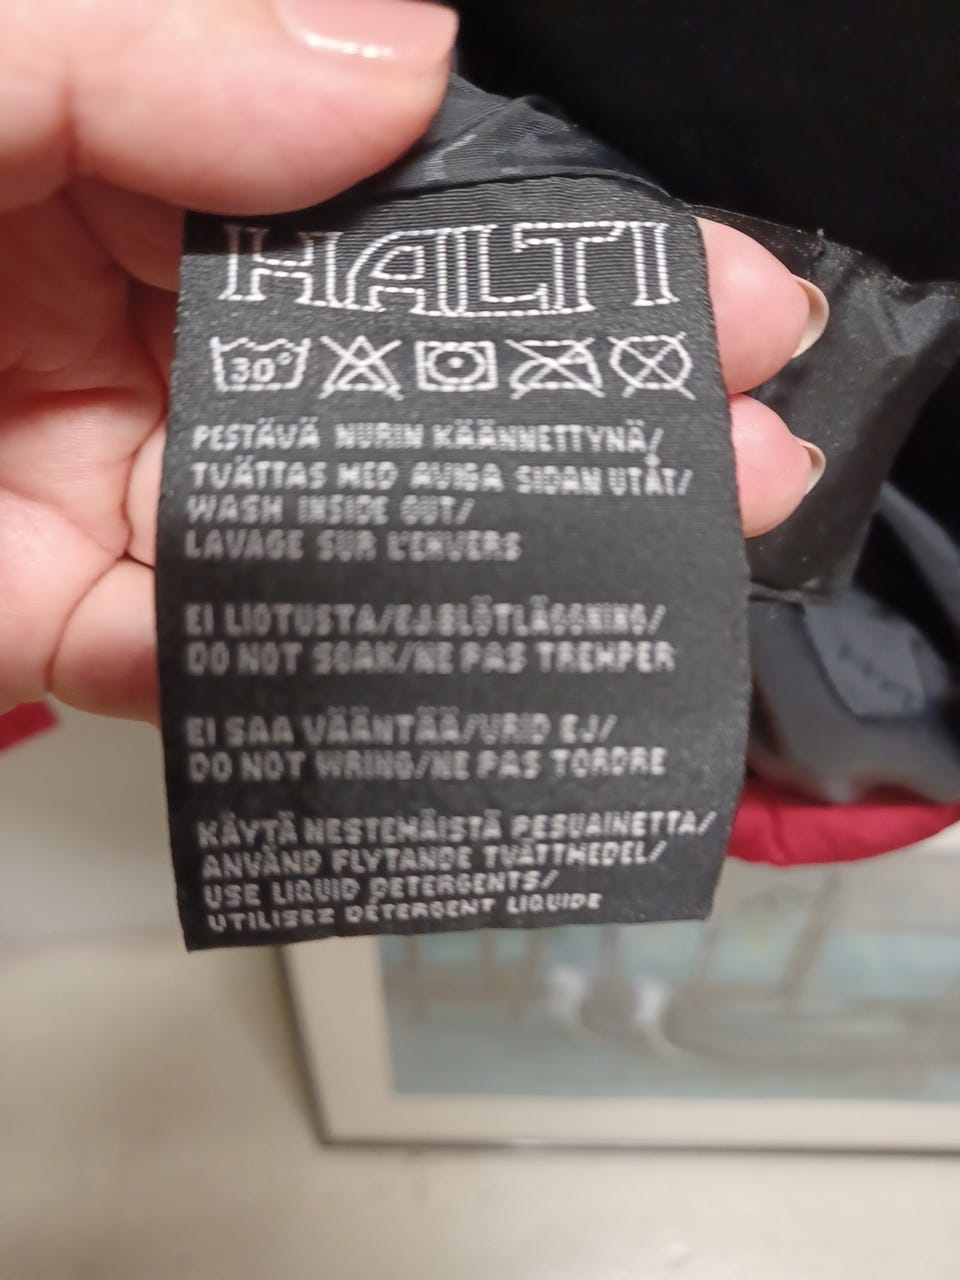 HALTI
30°
PESTÄVÄ NURIN KÄÄNNETTYNÄ/
TVÄTTAS MED AVIGA SIDAN UTÅT/
WASH INSIDE OUT/
LAVAGE SUR L'ENVERS
EI LIOTUSTA/EJ BLÖTLÄGGNING/
DO NOT SOAK/NE PAS TREMPER
EI SAA VÄÄNTÄÄ/VRID EJ/
DO NOT WRING/NE PAS TORDRE
KÄYTÄ NESTEMÄISTÄ PESUAINETTA/
ANVÄND FLYTANDE TVÄTTMEDEL/
USE LIQUID DETERGENTS/
UTILISEZ DÉTERGENT LIQUIDE